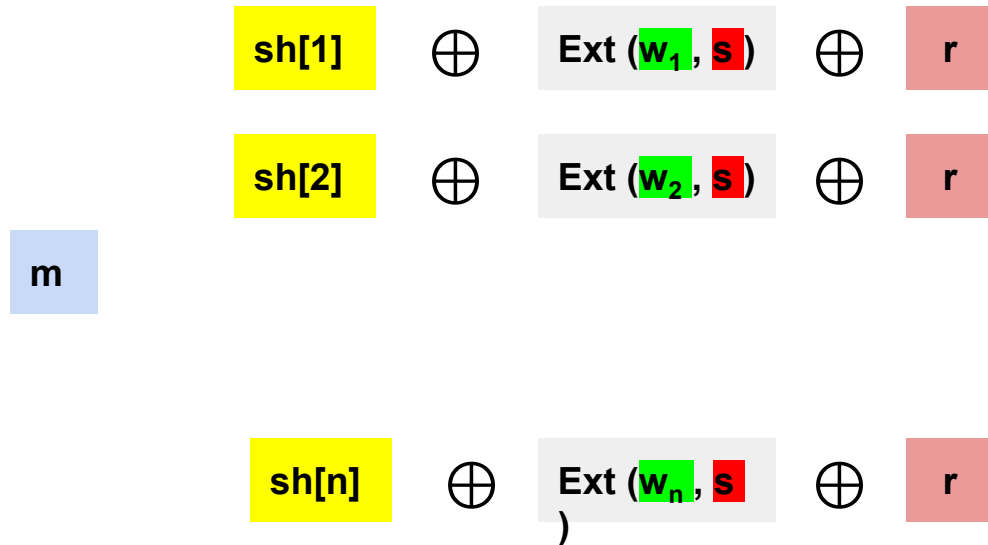 sh[1] ⊕ Ext (w₁ , s ) ⊕ r
sh[2] ⊕ Ext (w₂ , s ) ⊕ r
m
sh[n] ⊕ Ext (wₙ , s ) ⊕ r